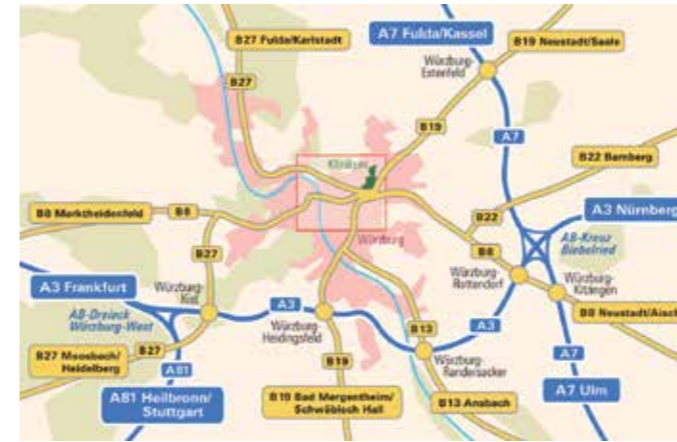 B27 Fulda/Karlstadt
A7 Fulda/Kassel
B19 Neustadt/Saale
Würzburg-
Estenfeld
B27
B19
A7
Klinikum
B22 Bamberg
B8 Marktheidenfeld
B8
B22
A3 Nürnberg
Würzburg
B27
B8
AB-Kreuz
Biebelried
A3 Frankfurt
Würzburg-
Kist
Würzburg-
Rottendorf
Würzburg-
Kitzingen
AB-Dreieck
Würzburg-West
A3
Würzburg-
Heidingsfeld
B13
A3
B8 Neustadt/Aisch
B27 Mosbach/
Heidelberg
B27
A81
B19
Würzburg-
Randersacker
A7
A81 Heilbronn/
Stuttgart
B19 Bad Mergentheim/
Schwäbisch Hall
B13 Ansbach
A7 Ulm